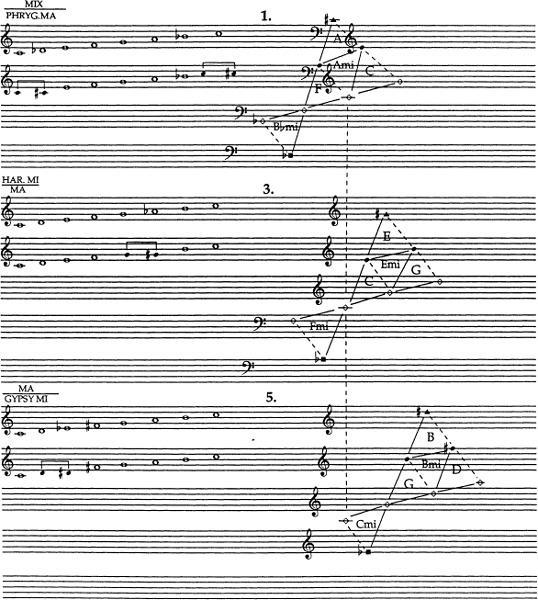 MIX
PHRYG.MA
1.
A
Ami
C
F
B♭mi
HAR. MI
MA
3.
E
Emi
G
C
Fmi
MA
GYPSY MI
5.
B
Bmi
D
G
Cmi